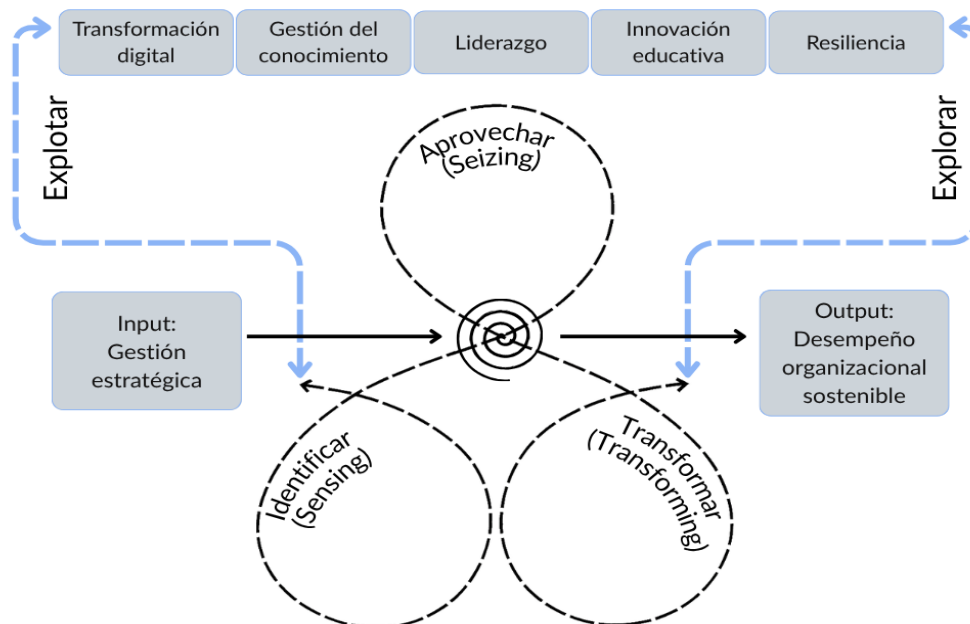 Transformación
digital
Gestión del
conocimiento
Liderazgo
Innovación
educativa
Resiliencia
Explotar
Explorar
Aprovechar
(Seizing)
Input:
Gestión
estratégica
Output:
Desempeño
organizacional
sostenible
Identificar
(Sensing)
Transformar
(Transforming)